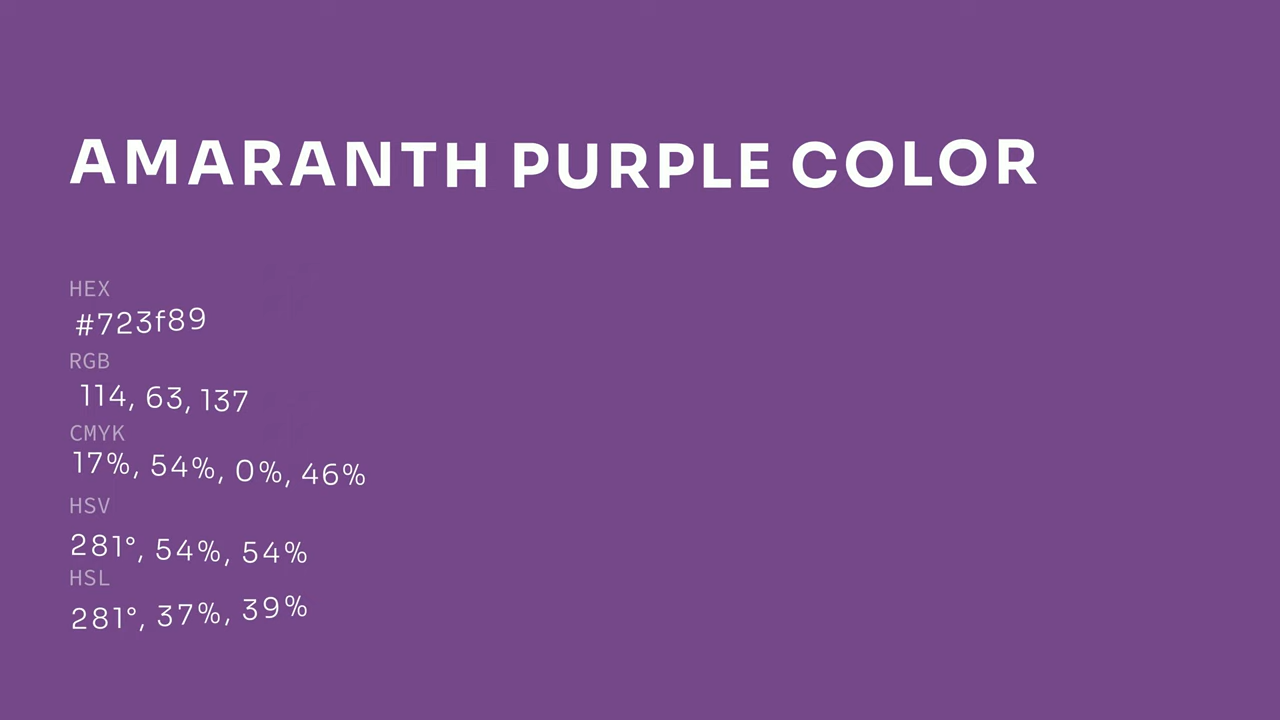 AMARANTH PURPLE COLOR
HEX
#723f89
RGB
114, 63, 137
CMYK
17%, 54%, 0%, 46%
HSV
281°, 54%, 54%
HSL
281°, 37%, 39%